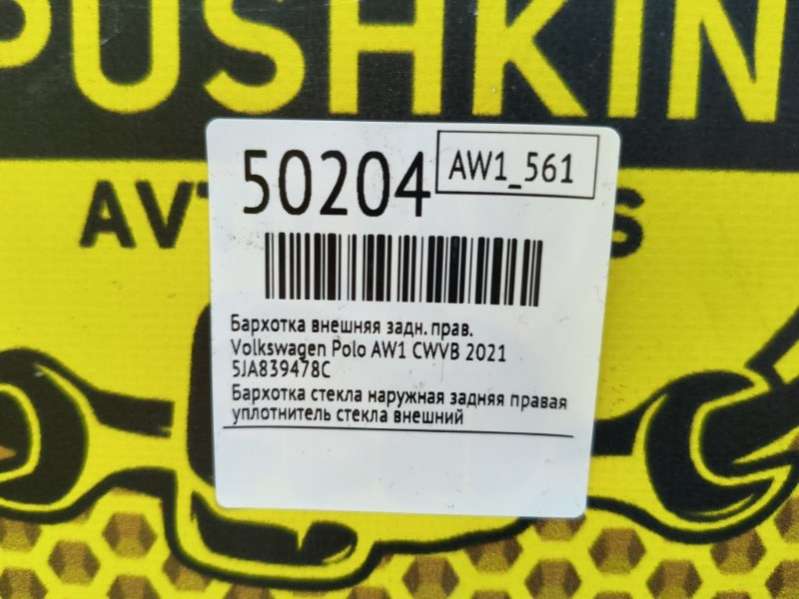 PUSHKIN
50204
AW1_561
Бархотка внешняя задн. прав.
Volkswagen Polo AW1 CWVB 2021
5JA839478C
Бархотка стекла наружная задняя правая
уплотнитель стекла внешний